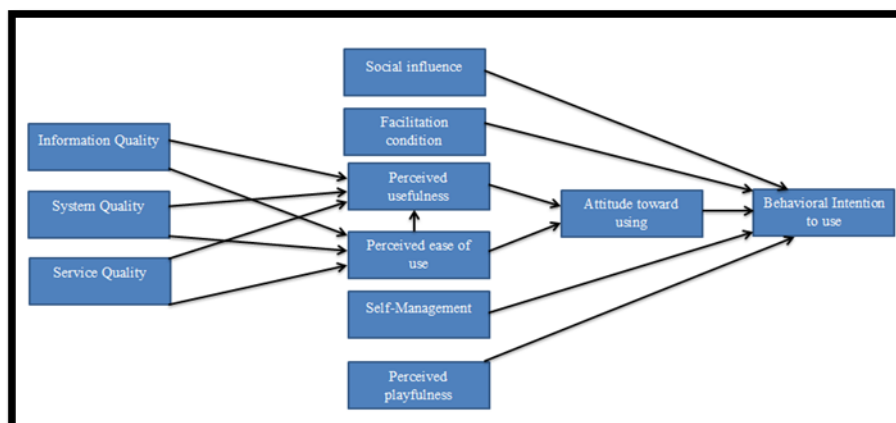 Social influence
Facilitation
condition
Information Quality
Perceived
usefulness
System Quality
Attitude toward
using
Behavioral Intention
to use
Perceived ease of
use
Service Quality
Self-Management
Perceived
playfulness